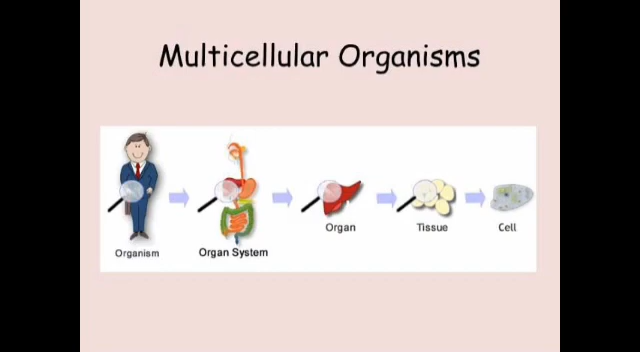 Multicellular Organisms
Organism
Organ System
Organ
Tissue
Cell